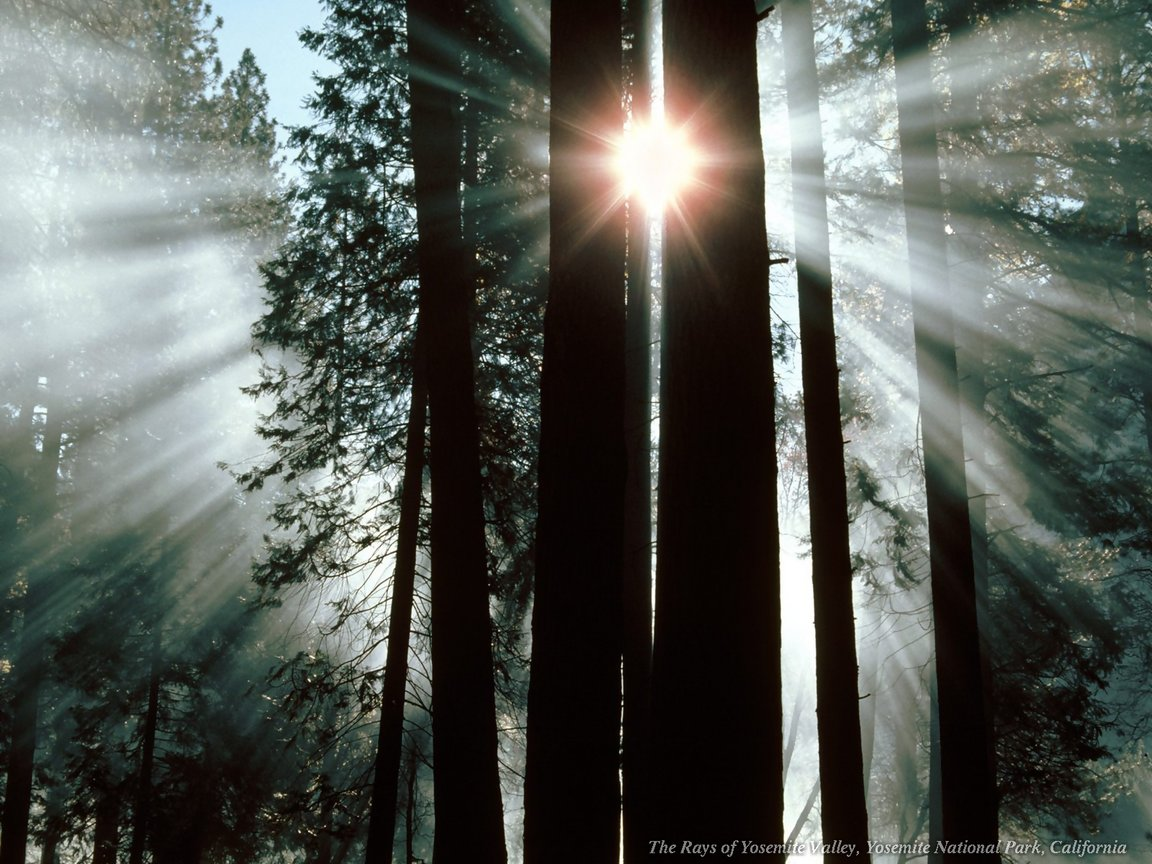 The Rays of Yosemite Valley, Yosemite National Park, California